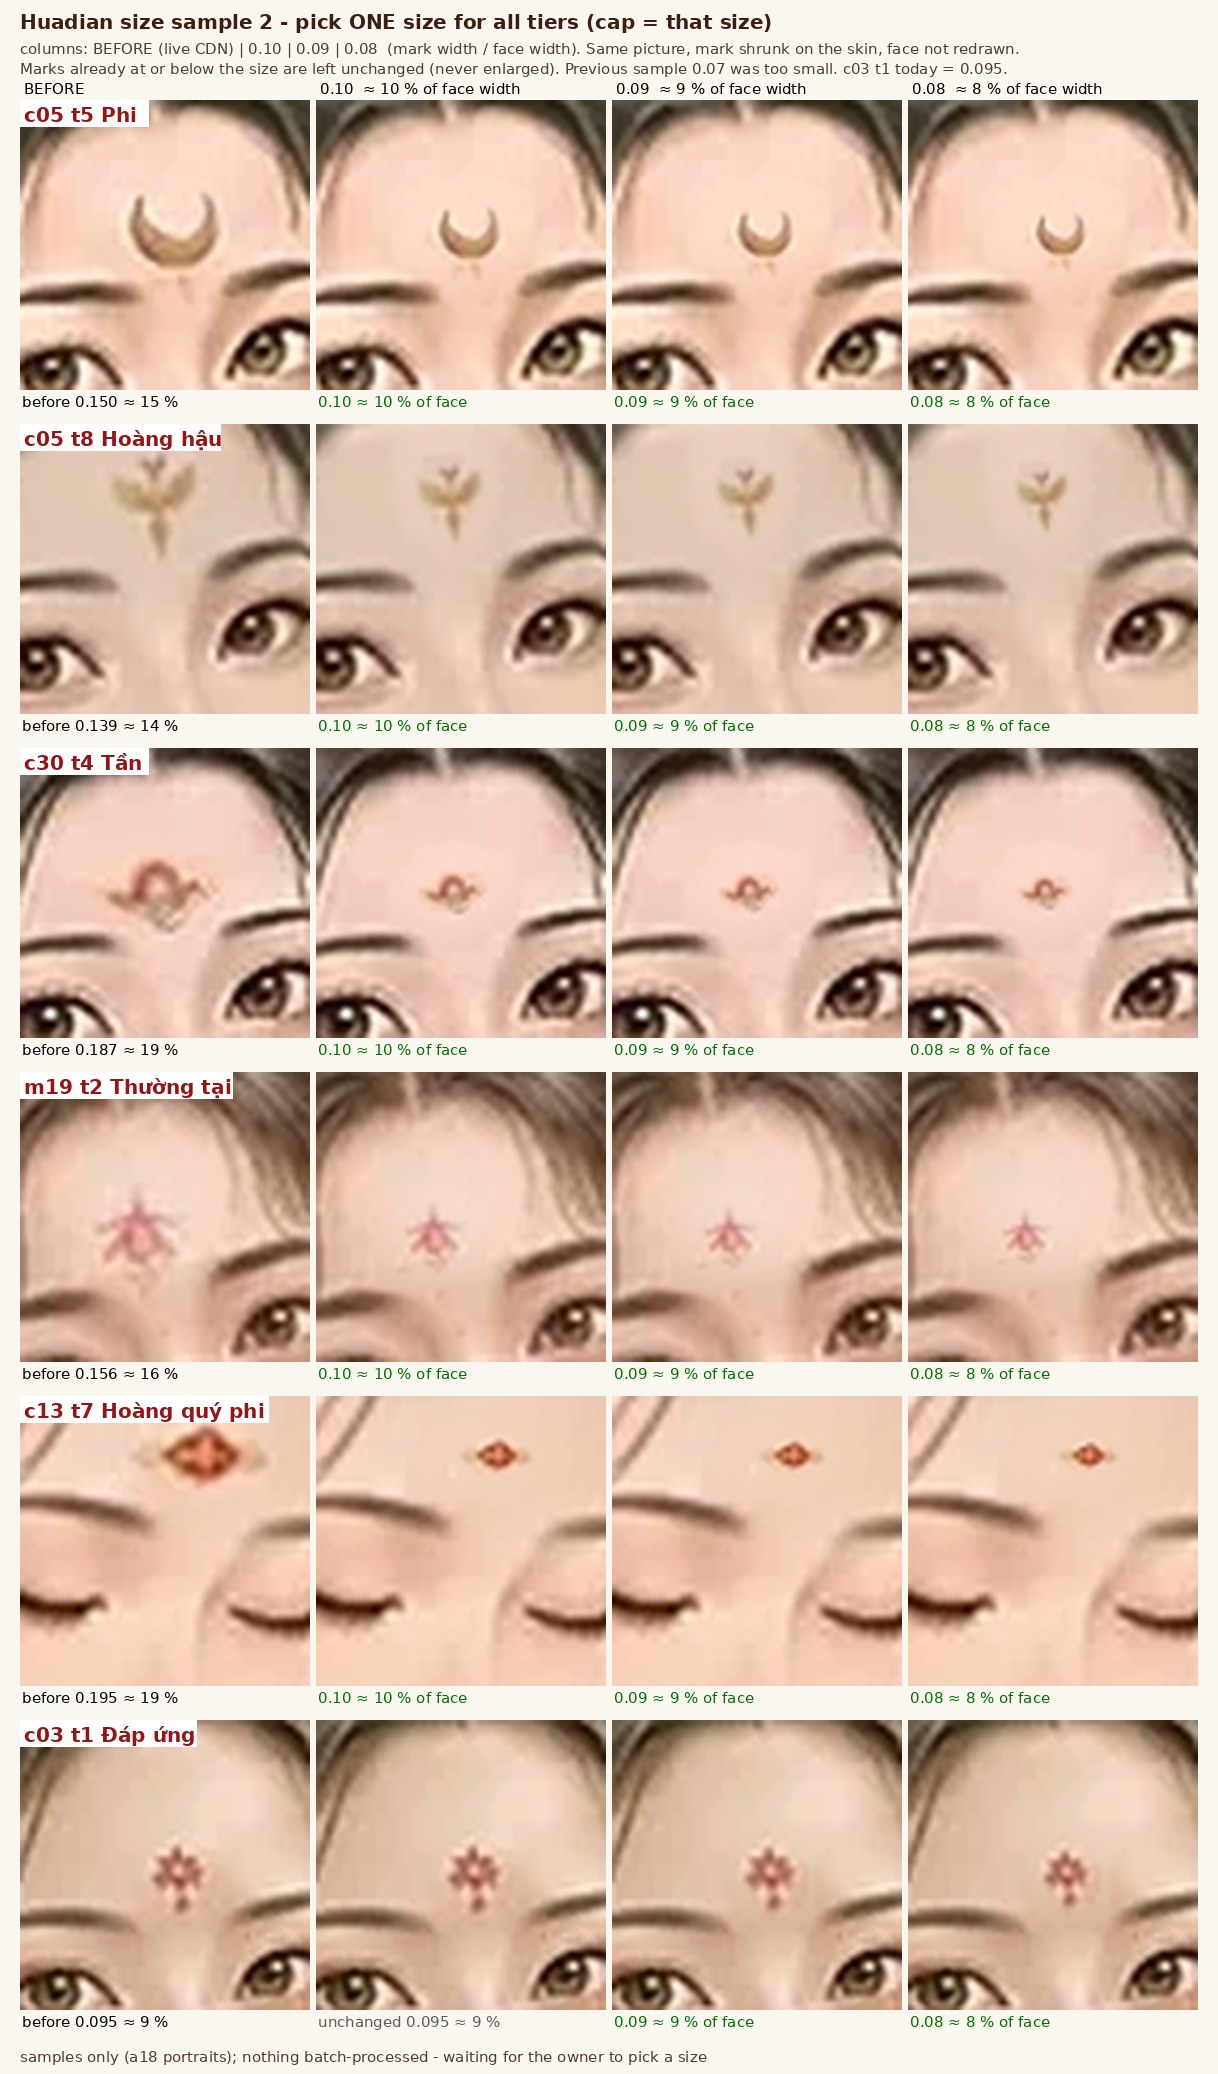 Huadian size sample 2 - pick ONE size for all tiers (cap = that size)
columns: BEFORE (live CDN) | 0.10 | 0.09 | 0.08 (mark width / face width). Same picture, mark shrunk on the skin, face not redrawn.
Marks already at or below the size are left unchanged (never enlarged). Previous sample 0.07 was too small. c03 t1 today = 0.095.
BEFORE 0.10 ≈ 10 % of face width 0.09 ≈ 9 % of face width 0.08 ≈ 8 % of face width
c05 t5 Phi
before 0.150 ≈ 15 % 0.10 ≈ 10 % of face 0.09 ≈ 9 % of face 0.08 ≈ 8 % of face
c05 t8 Hoàng hậu
before 0.139 ≈ 14 % 0.10 ≈ 10 % of face 0.09 ≈ 9 % of face 0.08 ≈ 8 % of face
c30 t4 Tần
before 0.187 ≈ 19 % 0.10 ≈ 10 % of face 0.09 ≈ 9 % of face 0.08 ≈ 8 % of face
m19 t2 Thường tại
before 0.156 ≈ 16 % 0.10 ≈ 10 % of face 0.09 ≈ 9 % of face 0.08 ≈ 8 % of face
c13 t7 Hoàng quý phi
before 0.195 ≈ 19 % 0.10 ≈ 10 % of face 0.09 ≈ 9 % of face 0.08 ≈ 8 % of face
c03 t1 Đáp ứng
before 0.095 ≈ 9 % unchanged 0.095 ≈ 9 % 0.09 ≈ 9 % of face 0.08 ≈ 8 % of face
samples only (a18 portraits); nothing batch-processed - waiting for the owner to pick a size